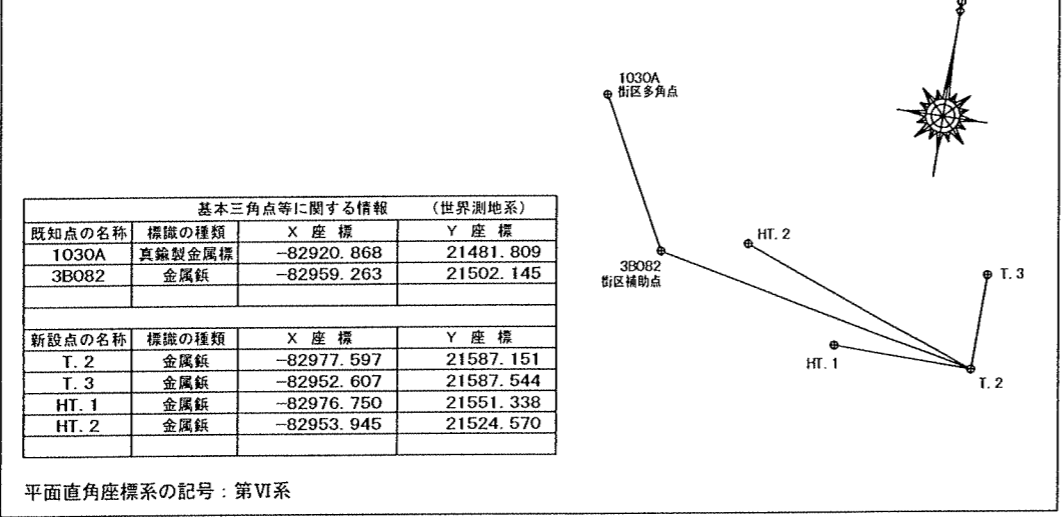 基本三角点等に関する情報 (世界測地系)
既知点の名称 標識の種類 X 座 標 Y 座 標
1030A 真鍮製金属標 -82920.868 21481.809
3B082 金属鋲 -82959.263 21502.145
新設点の名称 標識の種類 X 座 標 Y 座 標
T.2 金属鋲 -82977.597 21587.151
T.3 金属鋲 -82952.607 21587.544
HT.1 金属鋲 -82976.750 21551.338
HT.2 金属鋲 -82953.945 21524.570
平面直角座標系の記号：第Ⅵ系
1030A
街区多角点
HT.2
3B082
街区補助点
T.3
HT.1
T.2